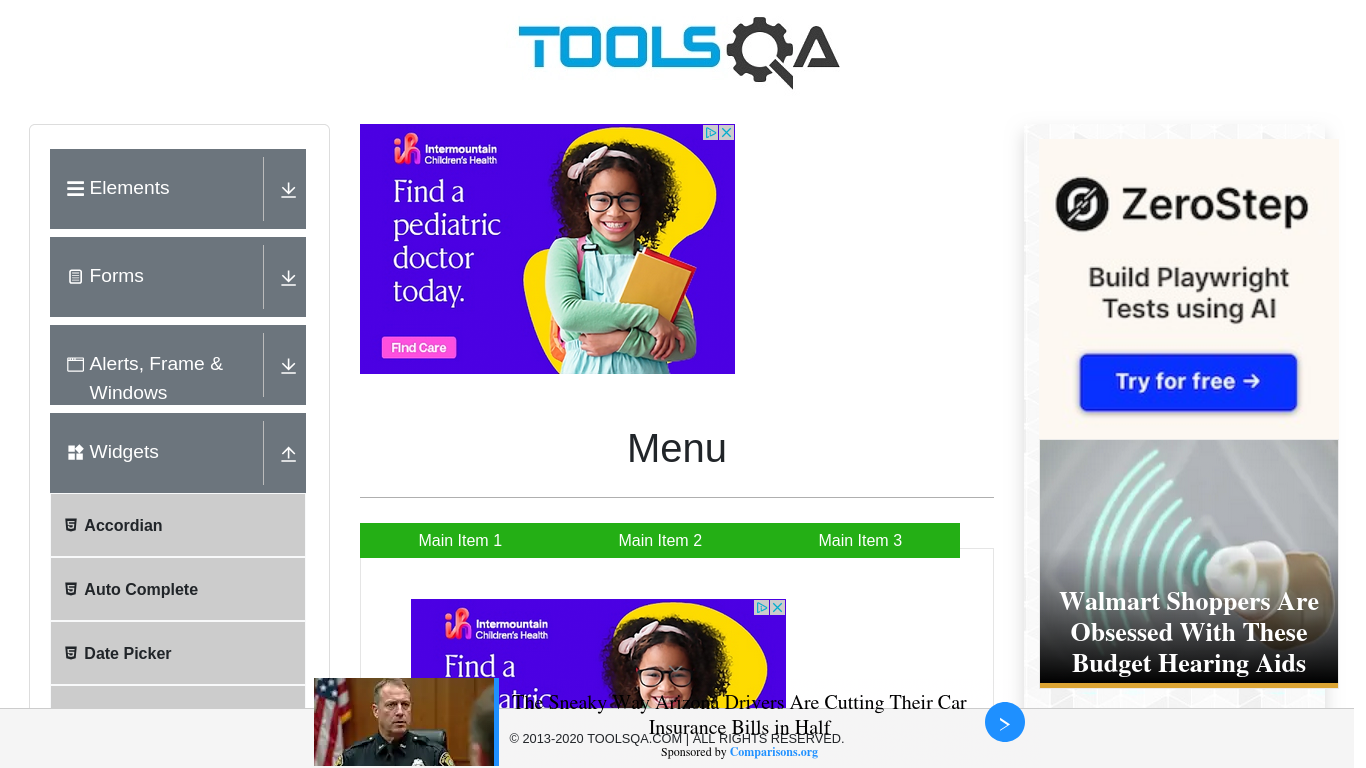 TOOLSQA
Elements
Forms
Alerts, Frame &
Windows
Widgets
Accordian
Auto Complete
Date Picker
Intermountain
Children's Health
Find a
pediatric
doctor
today.
Find Care
Menu
Main Item 1
Main Item 2
Main Item 3
Intermountain
Children's Health
Find a
ZeroStep
Build Playwright
Tests using AI
Try for free →
Walmart Shoppers Are
Obsessed With These
Budget Hearing Aids
The Sneaky Way Arizona Drivers Are Cutting Their Car
Insurance Bills in Half
© 2013-2020 TOOLSQA.COM | ALL RIGHTS RESERVED.
Sponsored by Comparisons.org